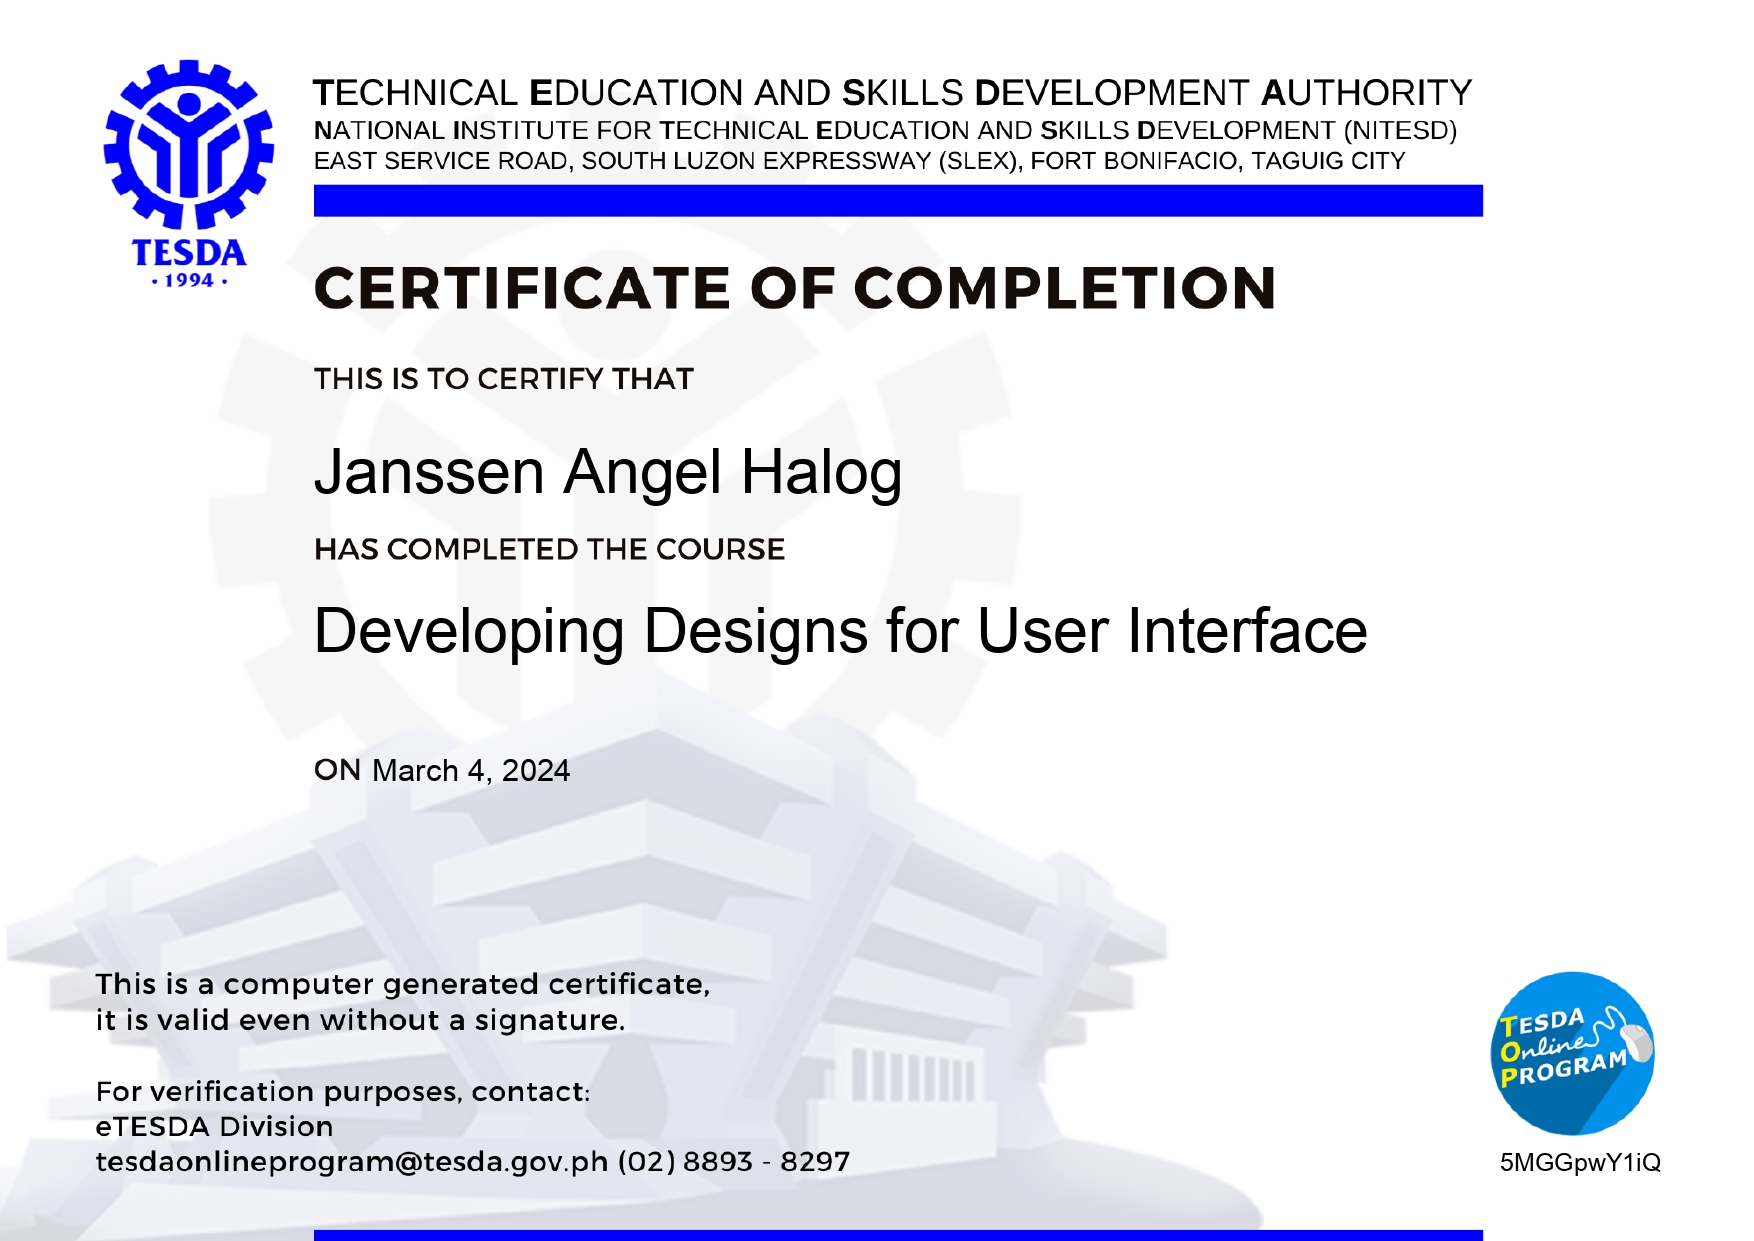 TECHNICAL EDUCATION AND SKILLS DEVELOPMENT AUTHORITY
NATIONAL INSTITUTE FOR TECHNICAL EDUCATION AND SKILLS DEVELOPMENT (NITESD)
EAST SERVICE ROAD, SOUTH LUZON EXPRESSWAY (SLEX), FORT BONIFACIO, TAGUIG CITY
TESDA
· 1994 ·
CERTIFICATE OF COMPLETION
THIS IS TO CERTIFY THAT
Janssen Angel Halog
HAS COMPLETED THE COURSE
Developing Designs for User Interface
ON March 4, 2024
This is a computer generated certificate,
it is valid even without a signature.
For verification purposes, contact:
eTESDA Division
tesdaonlineprogram@tesda.gov.ph (02) 8893 - 8297
TESDA
Online
PROGRAM
5MGGpwY1iQ